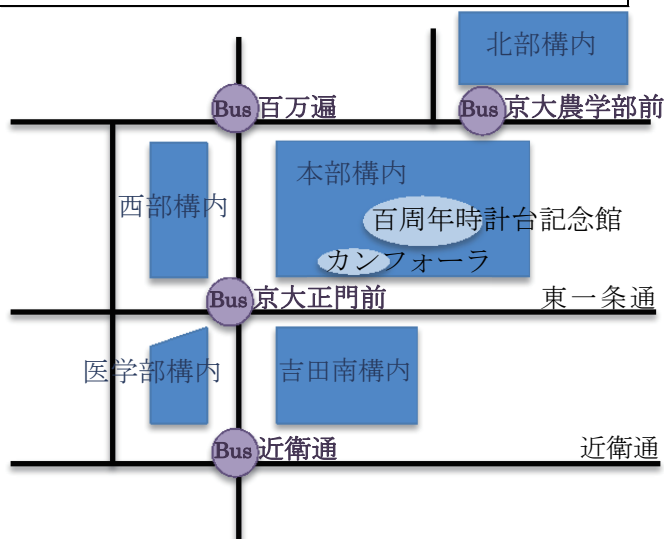 北部構内
Bus 百万遍
Bus 京大農学部前
本部構内
西部構内
百周年時計台記念館
カンフォーラ
Bus 京大正門前
東一条通
医学部構内
吉田南構内
Bus 近衛通
近衛通